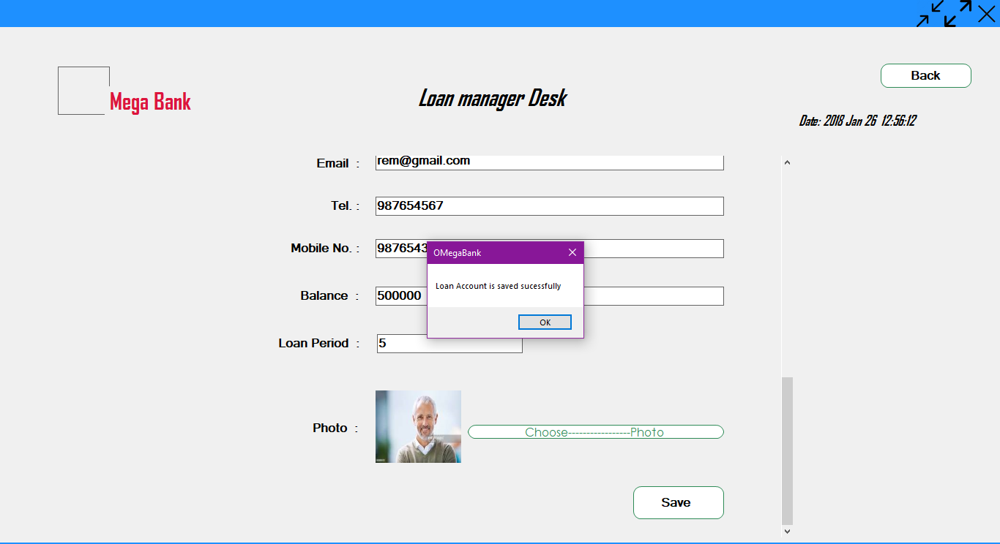 Back
Mega Bank
Loan manager Desk
Date: 2018 Jan 26 12:56:12
Email :
rem@gmail.com
Tel. :
987654567
Mobile No. :
9876543
OMegaBank
Loan Account is saved sucessfully
OK
Balance :
500000
Loan Period :
5
Photo :
Choose-----------------Photo
Save